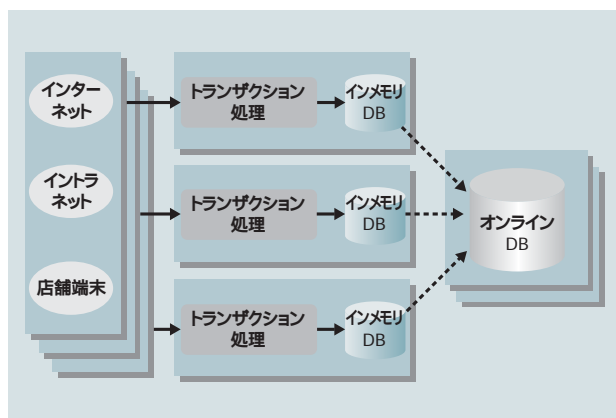 インター
ネット
イントラ
ネット
店舗端末
トランザクション
処理
インメモリ
DB
トランザクション
処理
インメモリ
DB
トランザクション
処理
インメモリ
DB
オンライン
DB